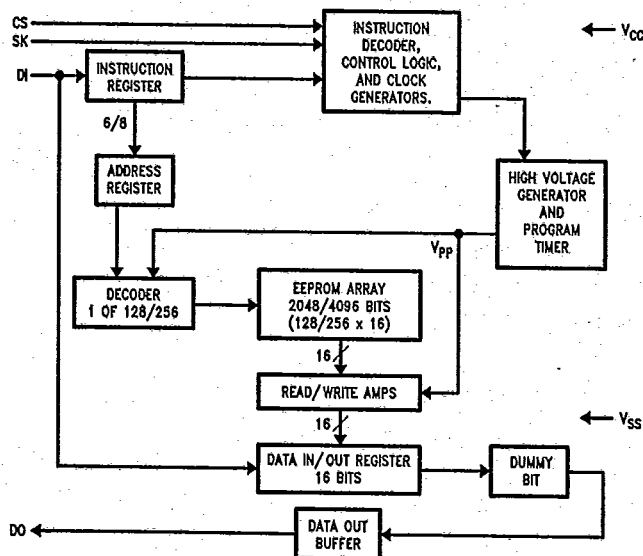 CS
SK
DI
INSTRUCTION
REGISTER
INSTRUCTION
DECODER,
CONTROL LOGIC,
AND CLOCK
GENERATORS.
VCC
6/8
ADDRESS
REGISTER
HIGH VOLTAGE
GENERATOR
AND
PROGRAM
TIMER
VPP
DECODER
1 OF 128/256
EEPROM ARRAY
2048/4096 BITS
(128/256 x 16)
16
READ/WRITE AMPS
16
VSS
DATA IN/OUT REGISTER
16 BITS
DUMMY
BIT
DO
DATA OUT
BUFFER